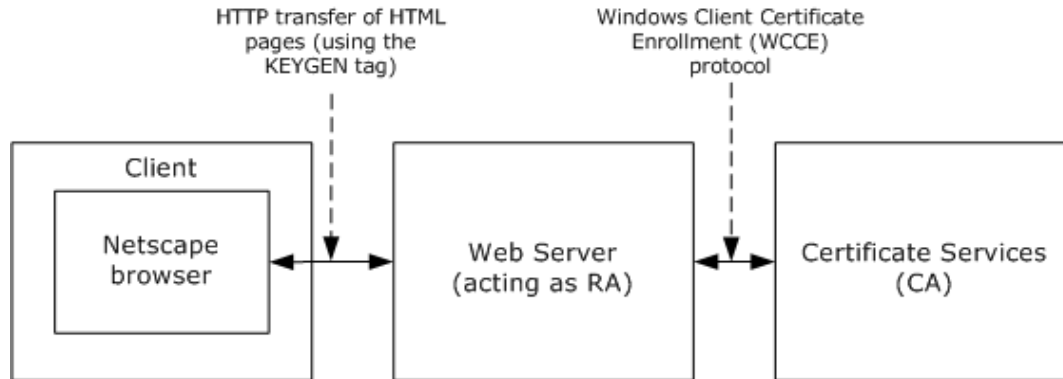 HTTP transfer of HTML
pages (using the
KEYGEN tag)
Windows Client Certificate
Enrollment (WCCE)
protocol
Client
Netscape
browser
Web Server
(acting as RA)
Certificate Services
(CA)